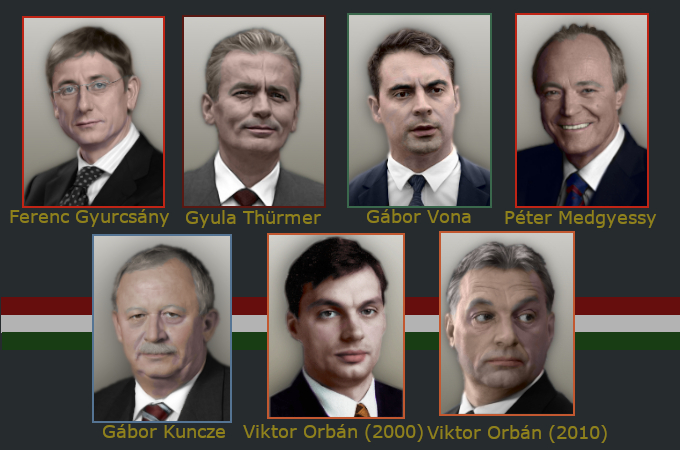 Ferenc Gyurcsány
Gyula Thürmer
Gábor Vona
Péter Medgyessy
Gábor Kuncze
Viktor Orbán (2000)
Viktor Orbán (2010)